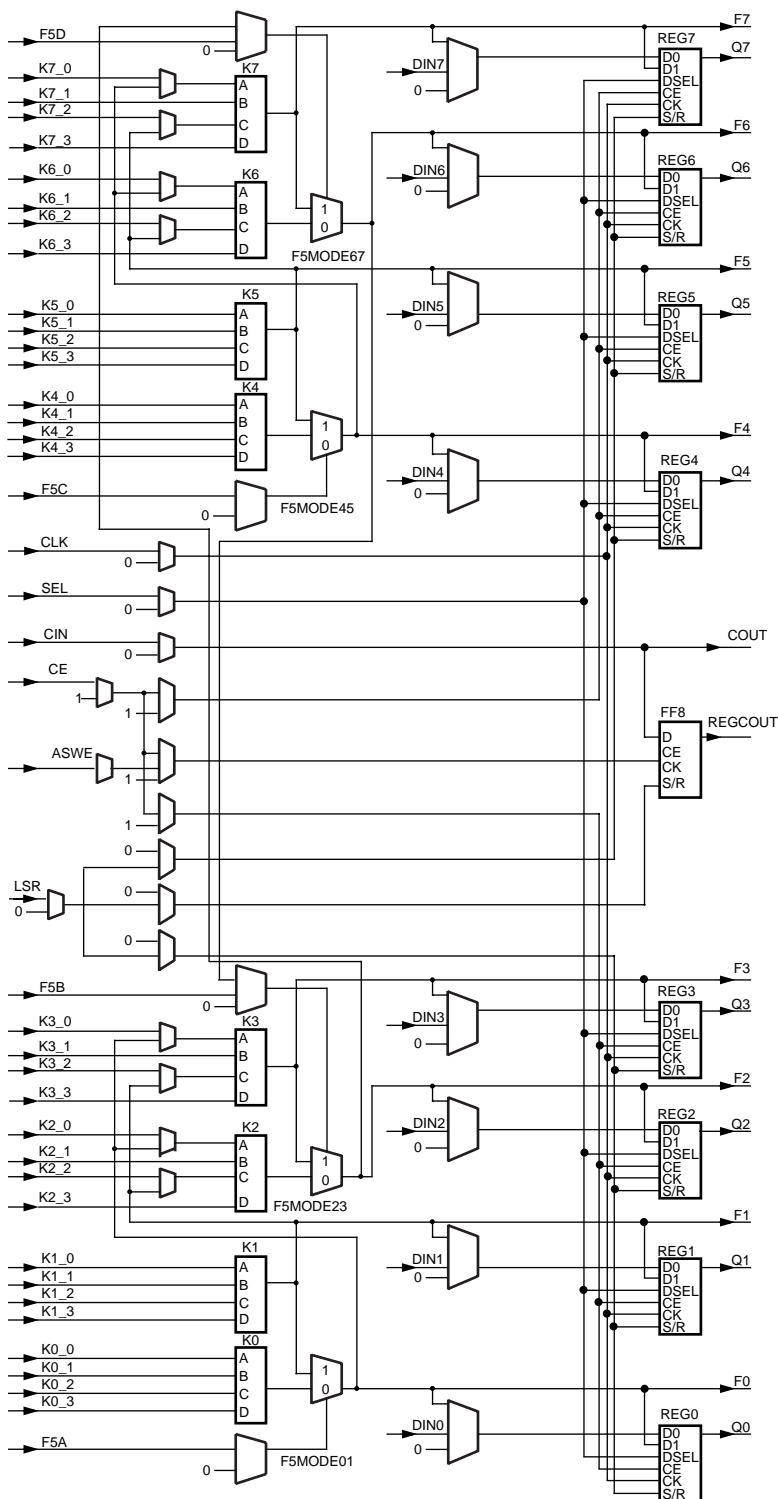 F7
REG7
F5D
0
Q7
D0
D1
DSEL
CE
CK
S/R
K7_0
K7
DIN7
0
A
B
C
D
K7_1
K7_2
K7_3
F6
REG6
Q6
D0
D1
DSEL
CE
CK
S/R
K6_0
K6
DIN6
0
A
B
C
D
K6_1
K6_2
K6_3
1
0
F5MODE67
F5
REG5
Q5
D0
D1
DSEL
CE
CK
S/R
K5_0
K5
DIN5
0
A
B
C
D
K5_1
K5_2
K5_3
K4_0
K4
A
B
C
D
K4_1
K4_2
K4_3
1
0
F4
REG4
Q4
D0
D1
DSEL
CE
CK
S/R
DIN4
0
F5C
0
F5MODE45
CLK
0
SEL
0
CIN
0
COUT
CE
1
1
FF8
REGCOUT
D
CE
CK
S/R
ASWE
1
1
0
LSR
0
0
0
F5B
0
F3
REG3
Q3
D0
D1
DSEL
CE
CK
S/R
K3_0
K3
DIN3
0
A
B
C
D
K3_1
K3_2
K3_3
F2
REG2
Q2
D0
D1
DSEL
CE
CK
S/R
K2_0
K2
DIN2
0
A
B
C
D
K2_1
K2_2
K2_3
1
0
F5MODE23
F1
REG1
Q1
D0
D1
DSEL
CE
CK
S/R
K1_0
K1
DIN1
0
A
B
C
D
K1_1
K1_2
K1_3
K0_0
K0
A
B
C
D
K0_1
K0_2
K0_3
1
0
F0
REG0
Q0
D0
D1
DSEL
CE
CK
S/R
DIN0
0
F5A
0
F5MODE01